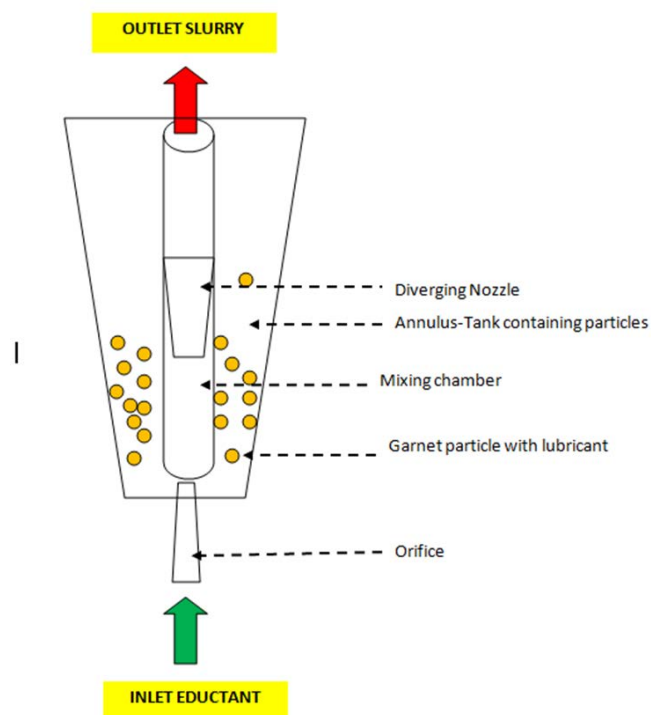 OUTLET SLURRY
Diverging Nozzle
Annulus-Tank containing particles
Mixing chamber
Garnet particle with lubricant
Orifice
INLET EDUCTANT